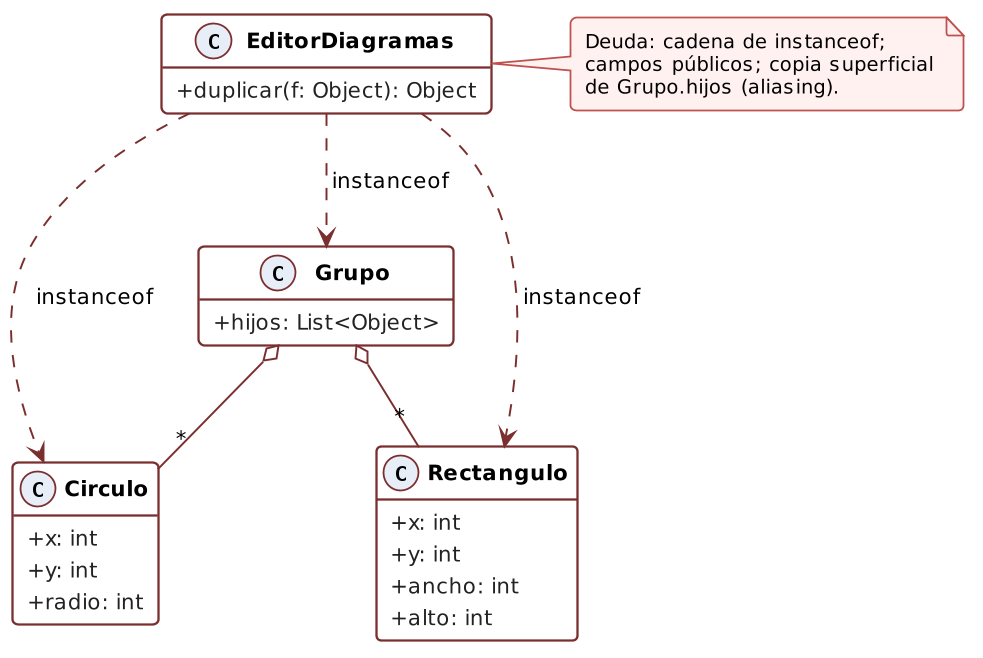 C EditorDiagramas
+duplicar(f: Object): Object
Deuda: cadena de instanceof;
campos públicos; copia superficial
de Grupo.hijos (aliasing).
instanceof
C Grupo
+hijos: List<Object>
instanceof
instanceof
*
*
C Circulo
+x: int
+y: int
+radio: int
C Rectangulo
+x: int
+y: int
+ancho: int
+alto: int